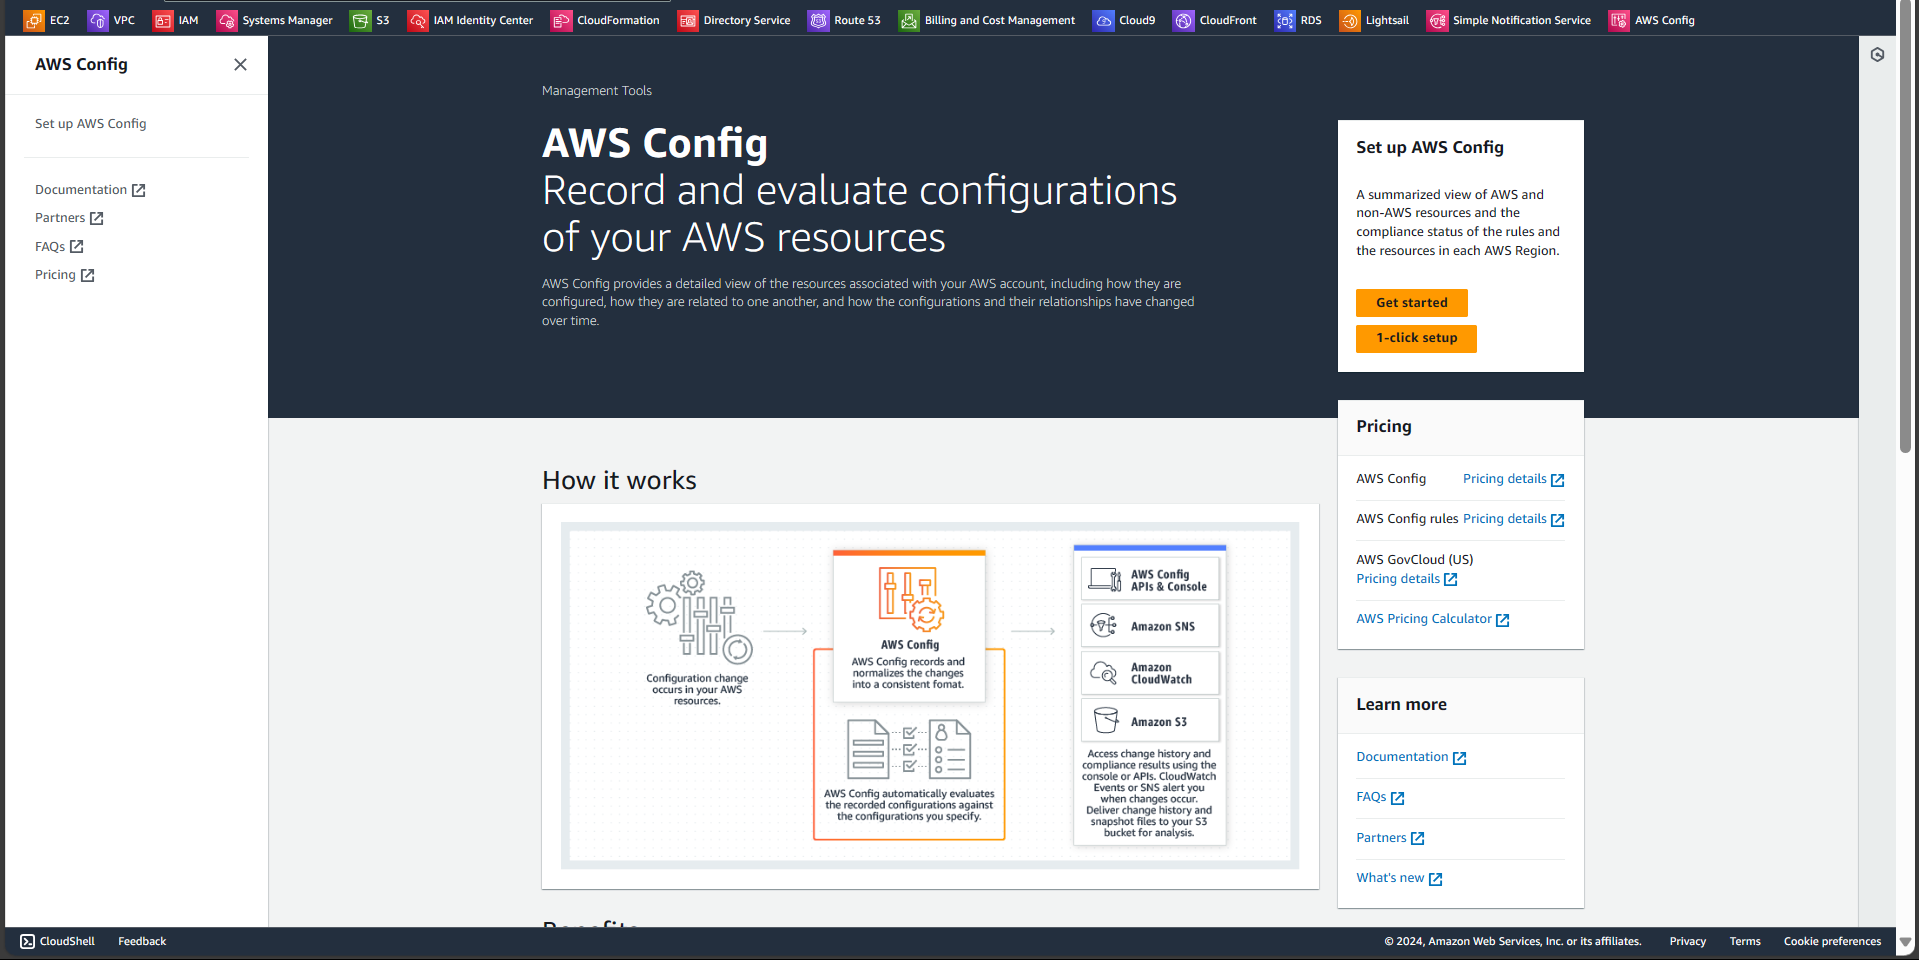 EC2
VPC
IAM
Systems Manager
S3
IAM Identity Center
CloudFormation
Directory Service
Route 53
Billing and Cost Management
Cloud9
CloudFront
RDS
Lightsail
Simple Notification Service
AWS Config
AWS Config
Set up AWS Config
Documentation
Partners
FAQs
Pricing
Management Tools
AWS Config
Record and evaluate configurations
of your AWS resources
AWS Config provides a detailed view of the resources associated with your AWS account, including how they are
configured, how they are related to one another, and how the configurations and their relationships have changed
over time.
Set up AWS Config
A summarized view of AWS and
non-AWS resources and the
compliance status of the rules and
the resources in each AWS Region.
Get started
1-click setup
How it works
Configuration change
occurs in your AWS
resources.
AWS Config
AWS Config records and
normalizes the changes
into a consistent fomat.
AWS Config automatically evaluates
the recorded configurations against
the configurations you specify.
AWS Config
APIs & Console
Amazon SNS
Amazon
CloudWatch
Amazon S3
Access change history and
compliance results using the
console or APIs. CloudWatch
Events or SNS alert you
when changes occur.
Deliver change history and
snapshot files to your S3
bucket for analysis.
Pricing
AWS Config Pricing details
AWS Config rules Pricing details
AWS GovCloud (US)
Pricing details
AWS Pricing Calculator
Learn more
Documentation
FAQs
Partners
What's new
Benefits
CloudShell
Feedback
© 2024, Amazon Web Services, Inc. or its affiliates.
Privacy
Terms
Cookie preferences